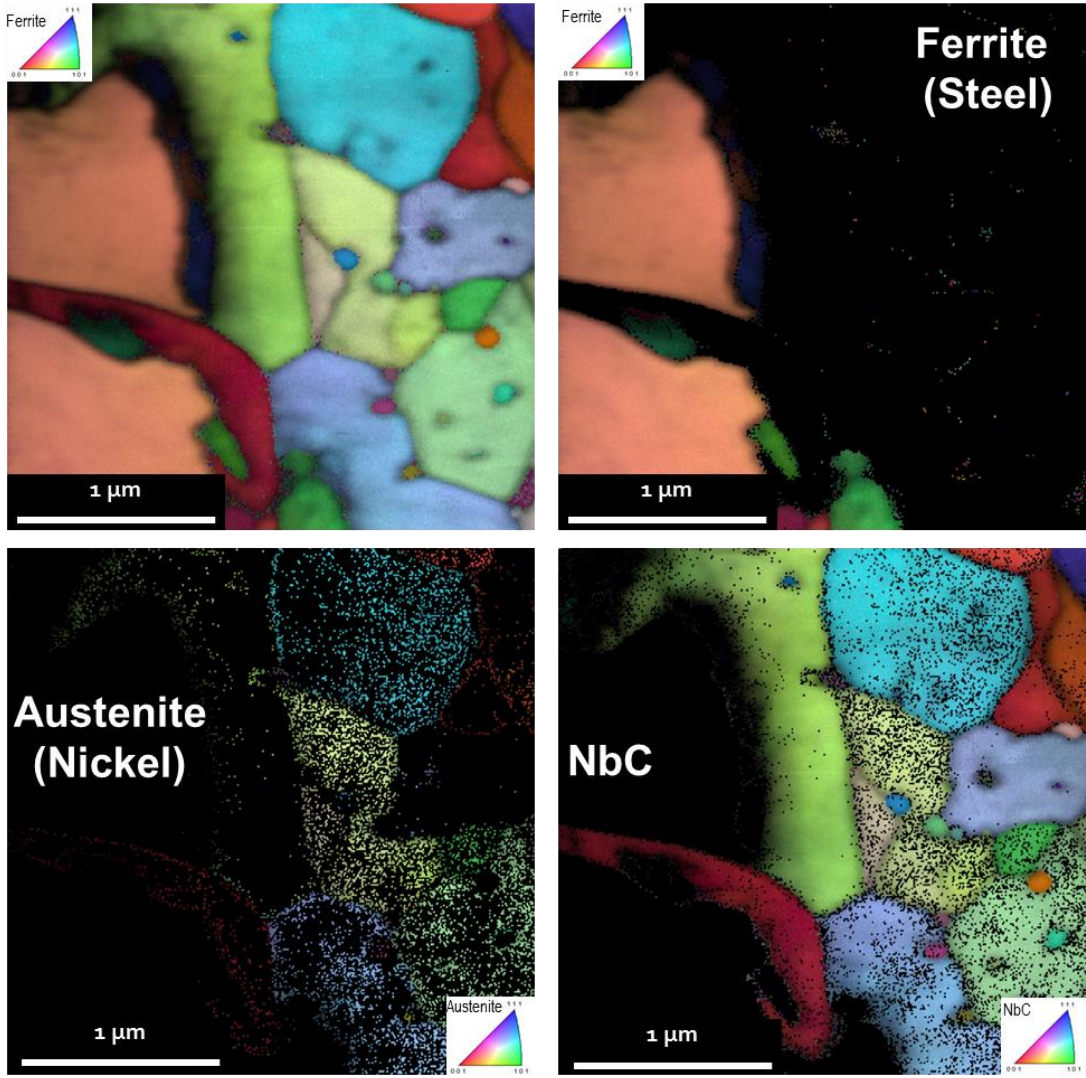 Ferrite
111
001 101
1 µm
Ferrite
111
001 101
Ferrite
(Steel)
1 µm
Austenite
(Nickel)
1 µm
Austenite 111
001 101
NbC
1 µm
NbC
111
001 101